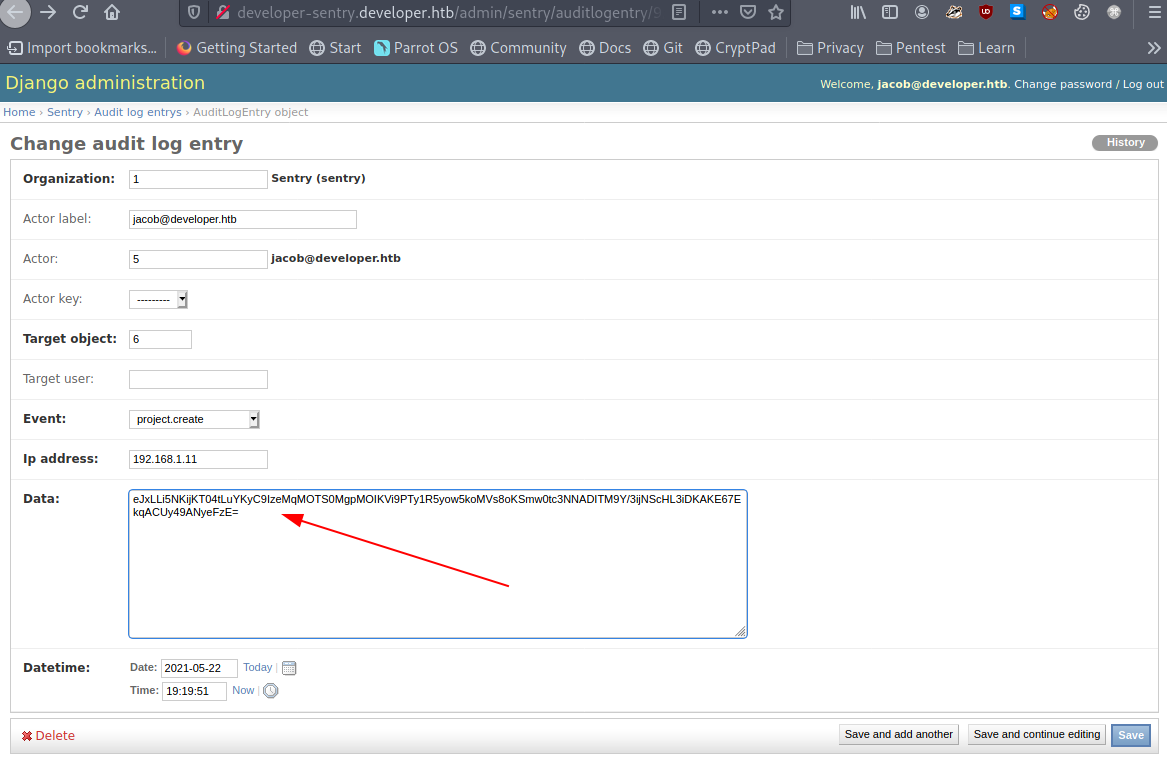 developer-sentry.developer.htb/admin/sentry/auditlogentry/9
Import bookmarks... Getting Started Start Parrot OS Community Docs Git CryptPad Privacy Pentest Learn
Django administration
Welcome, jacob@developer.htb. Change password / Log out
Home › Sentry › Audit log entrys › AuditLogEntry object
Change audit log entry
History
Organization: 1 Sentry (sentry)
Actor label: jacob@developer.htb
Actor: 5 jacob@developer.htb
Actor key: ---------
Target object: 6
Target user:
Event: project.create
Ip address: 192.168.1.11
Data: eJxLLi5NKijKT04tLuYKyC9IzeMqMOTS0MgpMOIKVi9PTy1R5yow5koMVs8oKSmw0tc3NNADITM9Y/3ijNScHL3iDKAKE67E
kqACUy49ANyeFzE=
Datetime: Date: 2021-05-22 Today
Time: 19:19:51 Now
Delete
Save and add another Save and continue editing Save